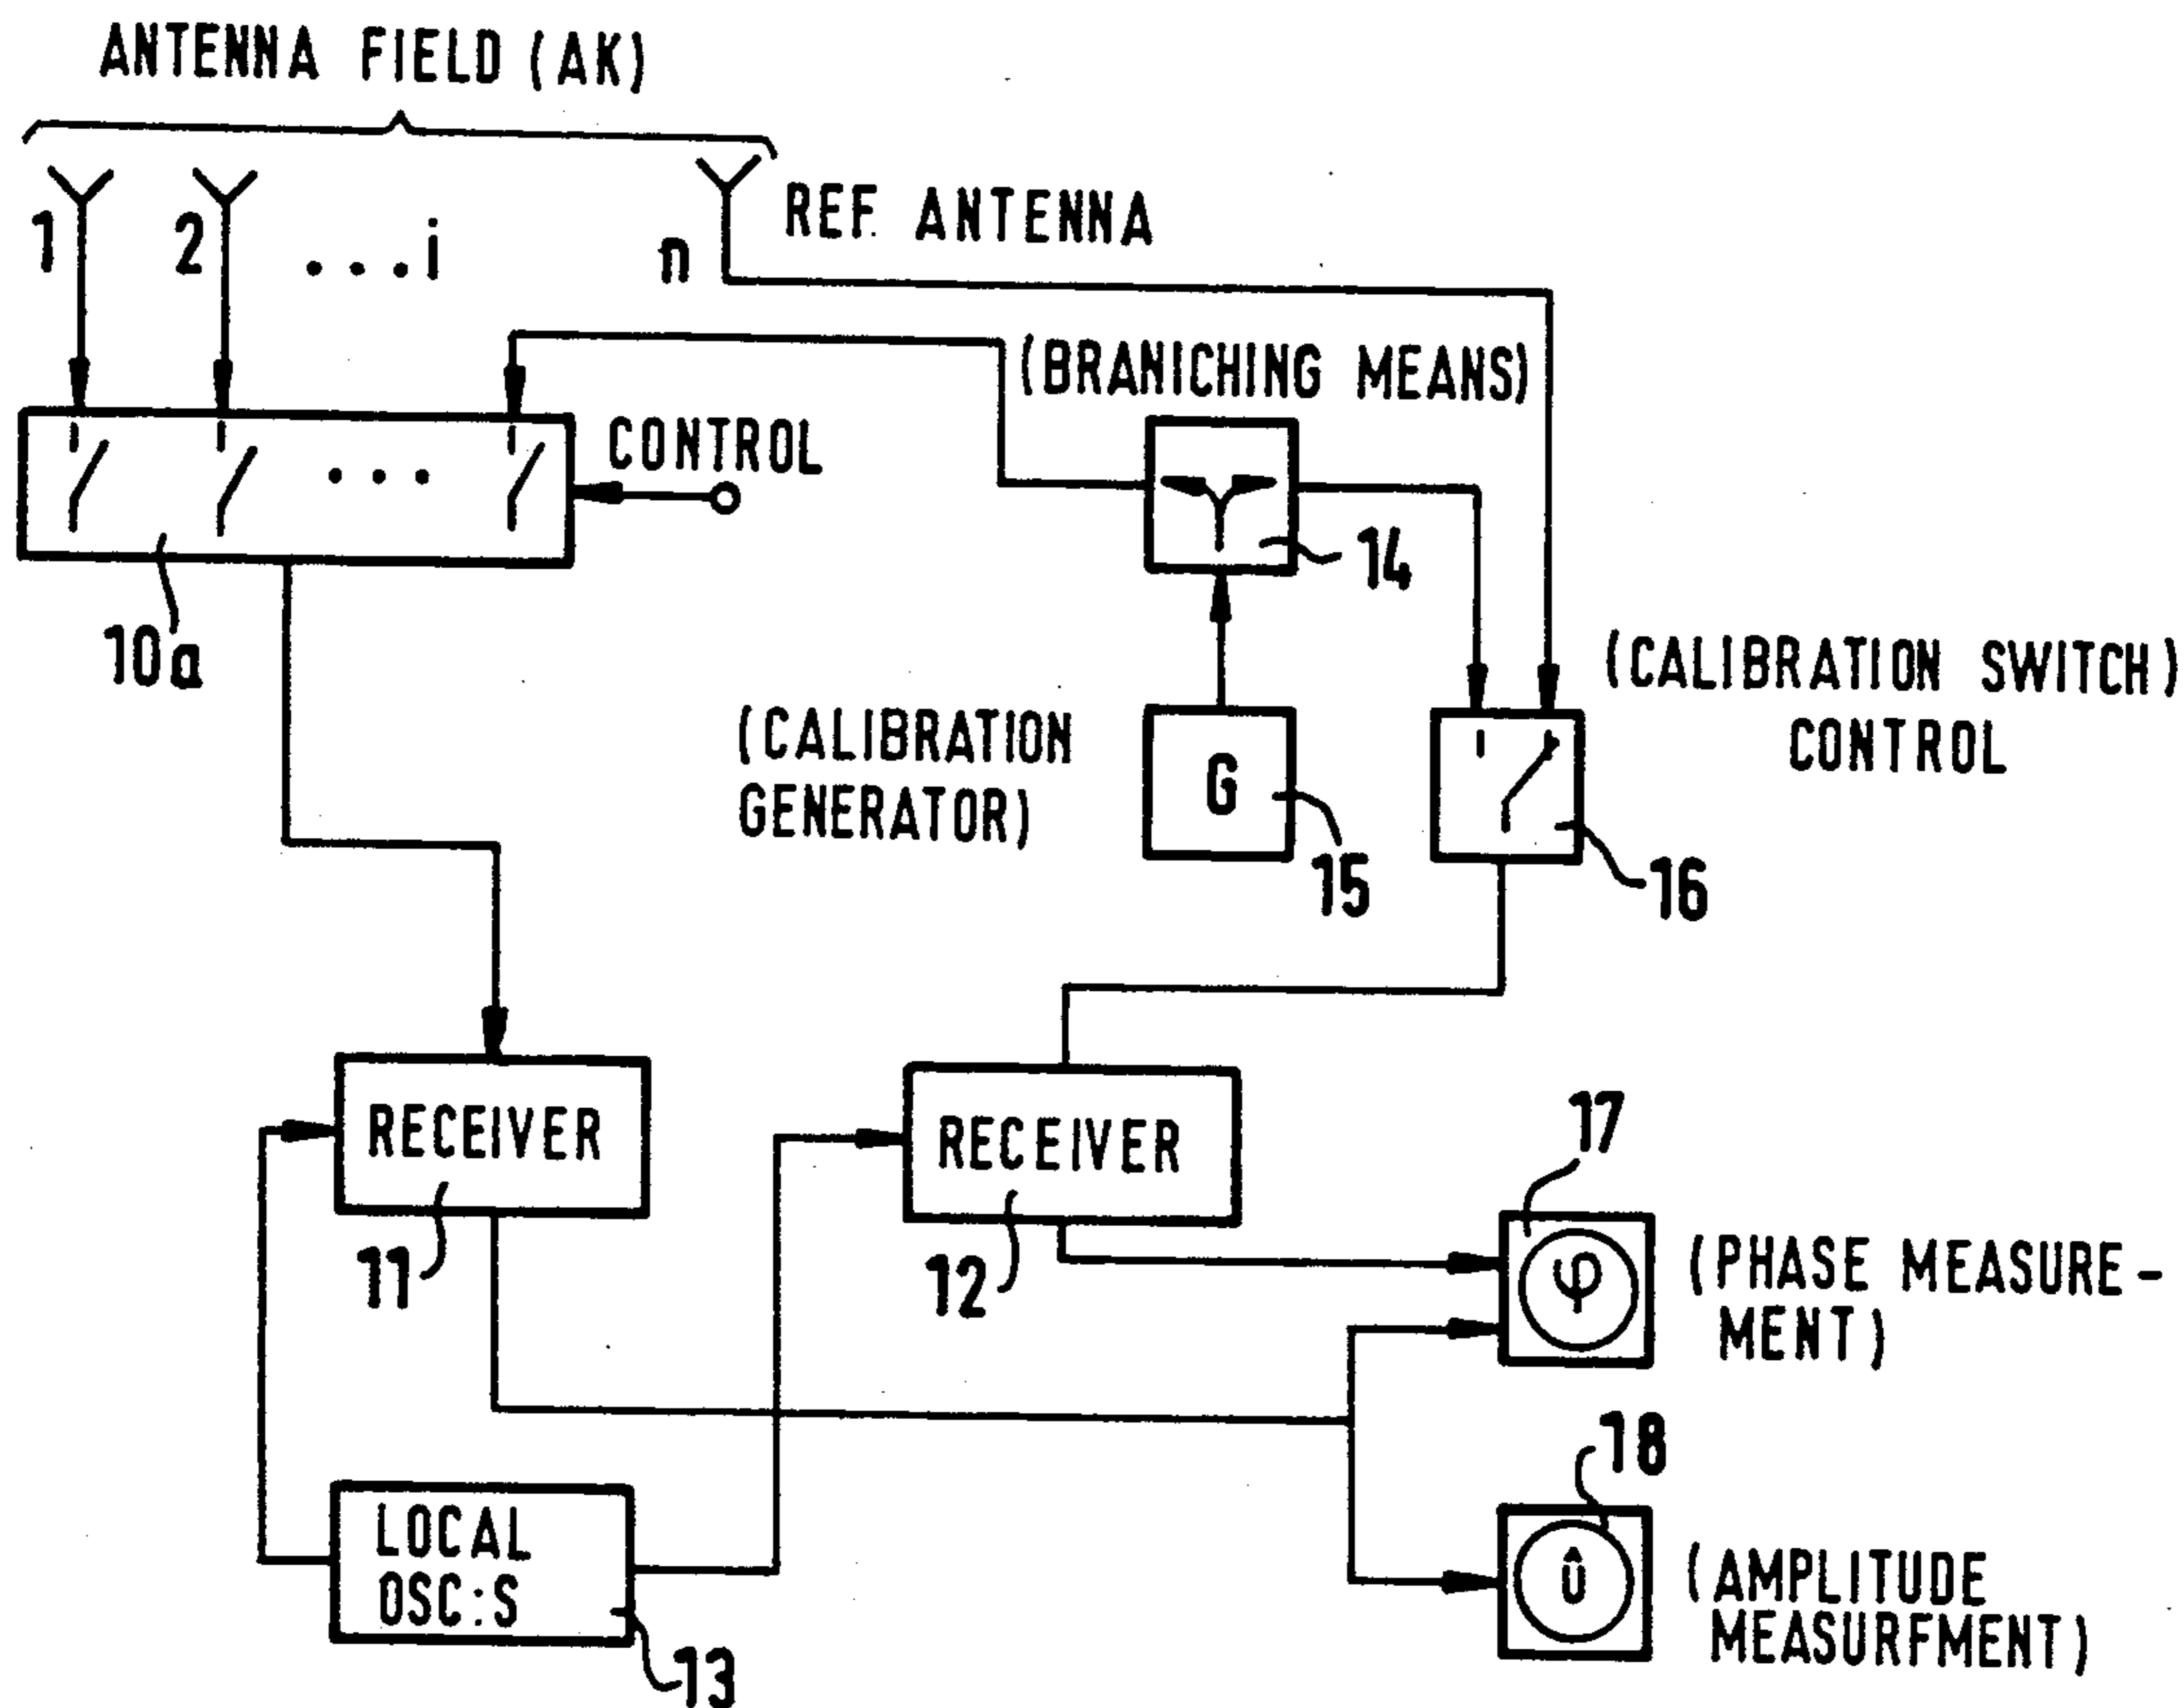 ANTENNA FIELD (AK)
REF. ANTENNA
1
2
...i
n
(BRANICHING MEANS)
CONTROL
14
10a
(CALIBRATION SWITCH)
CONTROL
(CALIBRATION
GENERATOR)
G
15
16
RECEIVER
11
RECEIVER
12
17
φ
(PHASE MEASURE-
MENT)
18
û
(AMPLITUDE
MEASURFMENT)
LOCAL
OSC:S
13